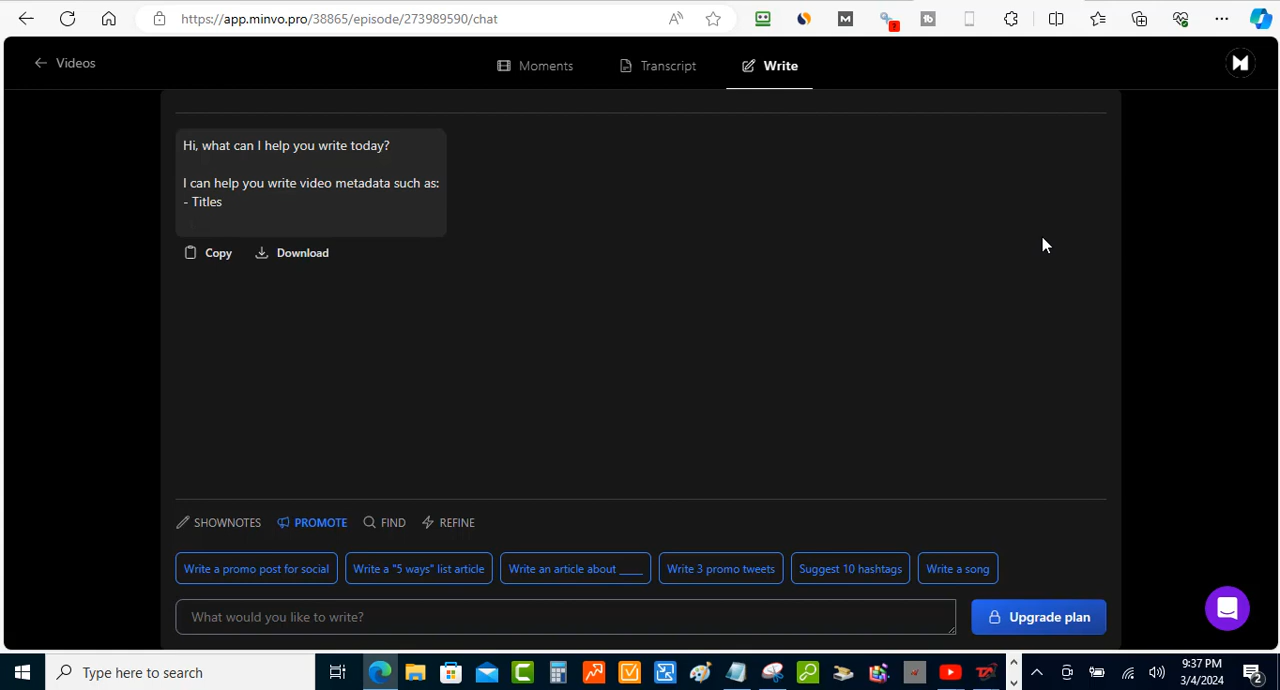 https://app.minvo.pro/38865/episode/273989590/chat
Videos
Moments
Transcript
Write
Hi, what can I help you write today?
I can help you write video metadata such as:
- Titles
Copy
Download
SHOWNOTES
PROMOTE
FIND
REFINE
Write a promo post for social
Write a "5 ways" list article
Write an article about ____
Write 3 promo tweets
Suggest 10 hashtags
Write a song
What would you like to write?
Upgrade plan
Type here to search
9:37 PM
3/4/2024
2